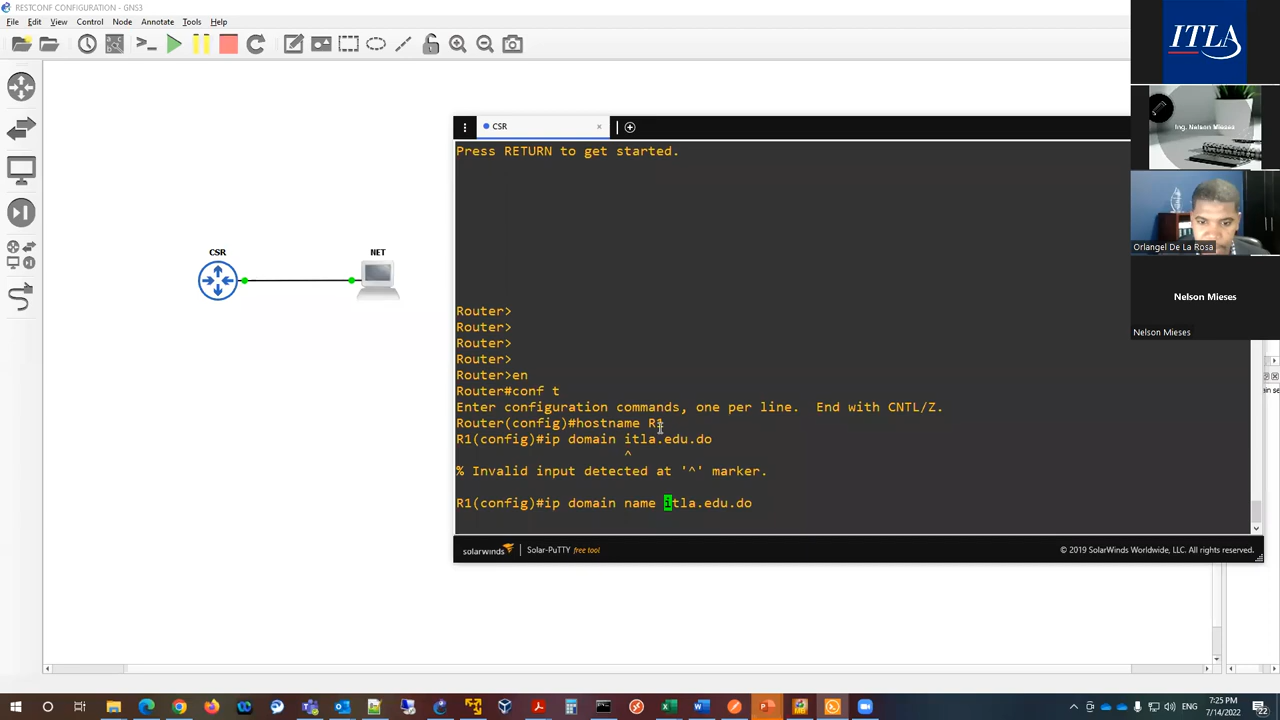 RESTCONF CONFIGURATION - GNS3
File Edit View Control Node Annotate Tools Help
ITLA
CSR
Press RETURN to get started.
Ing. Nelson Mieses
Orlangel De La Rosa
CSR
NET
Nelson Mieses
Nelson Mieses
Router>
Router>
Router>
Router>
Router>en
Router#conf t
Enter configuration commands, one per line. End with CNTL/Z.
Router(config)#hostname R1
R1(config)#ip domain itla.edu.do
^
% Invalid input detected at '^' marker.
R1(config)#ip domain name itla.edu.do
solarwinds Solar-PuTTY free tool
© 2019 SolarWinds Worldwide, LLC. All rights reserved.
ENG
7:25 PM
7/14/2022
22